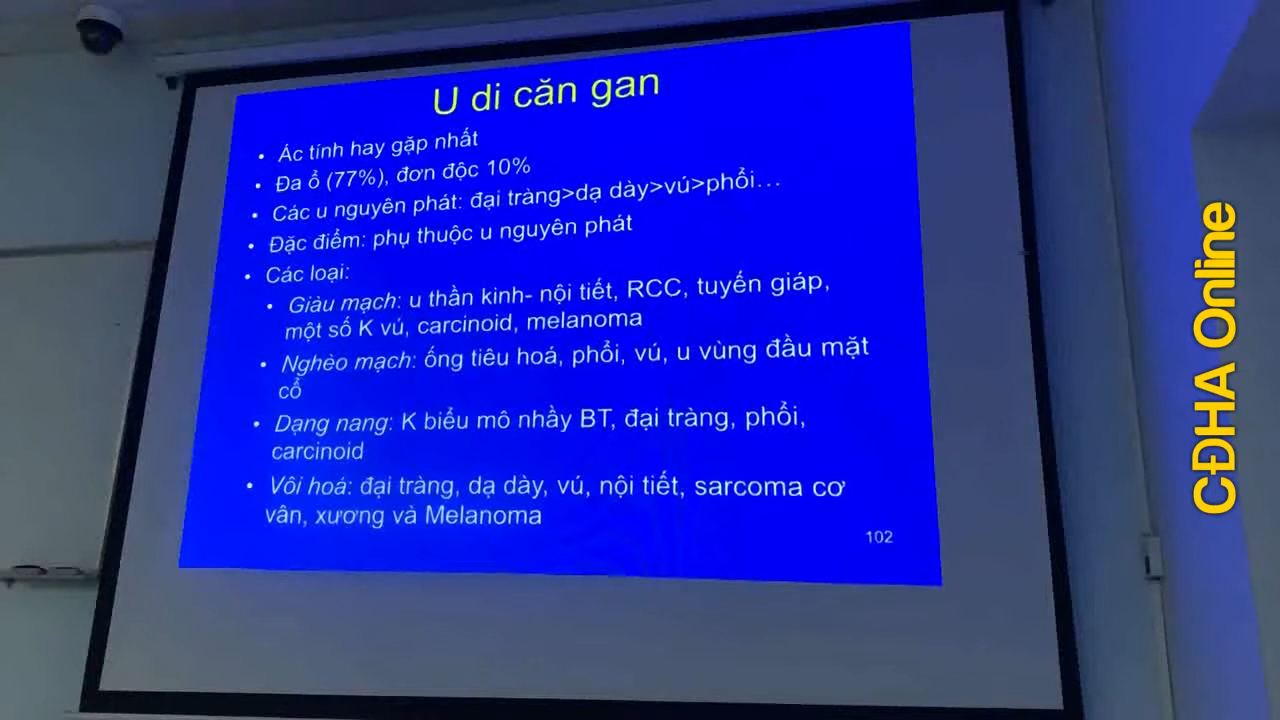 U di căn gan
• Ác tính hay gặp nhất
• Đa ổ (77%), đơn độc 10%
• Các u nguyên phát: đại tràng>dạ dày>vú>phổi…
• Đặc điểm: phụ thuộc u nguyên phát
• Các loại:
• Giàu mạch: u thần kinh- nội tiết, RCC, tuyến giáp,
một số K vú, carcinoid, melanoma
• Nghèo mạch: ống tiêu hoá, phổi, vú, u vùng đầu mặt
cổ
• Dạng nang: K biểu mô nhầy BT, đại tràng, phổi,
carcinoid
• Vôi hoá: đại tràng, dạ dày, vú, nội tiết, sarcoma cơ
vân, xương và Melanoma
102
CĐHA Online